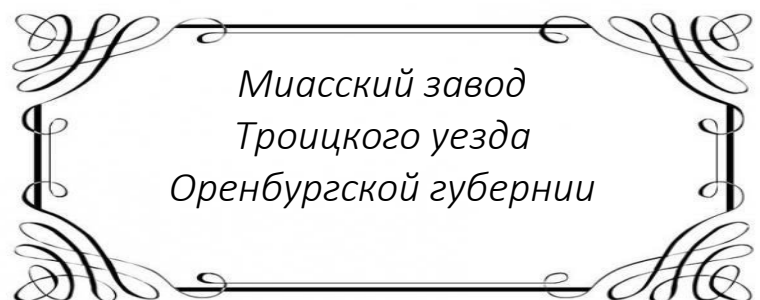 Миасский завод
Троицкого уезда
Оренбургской губернии